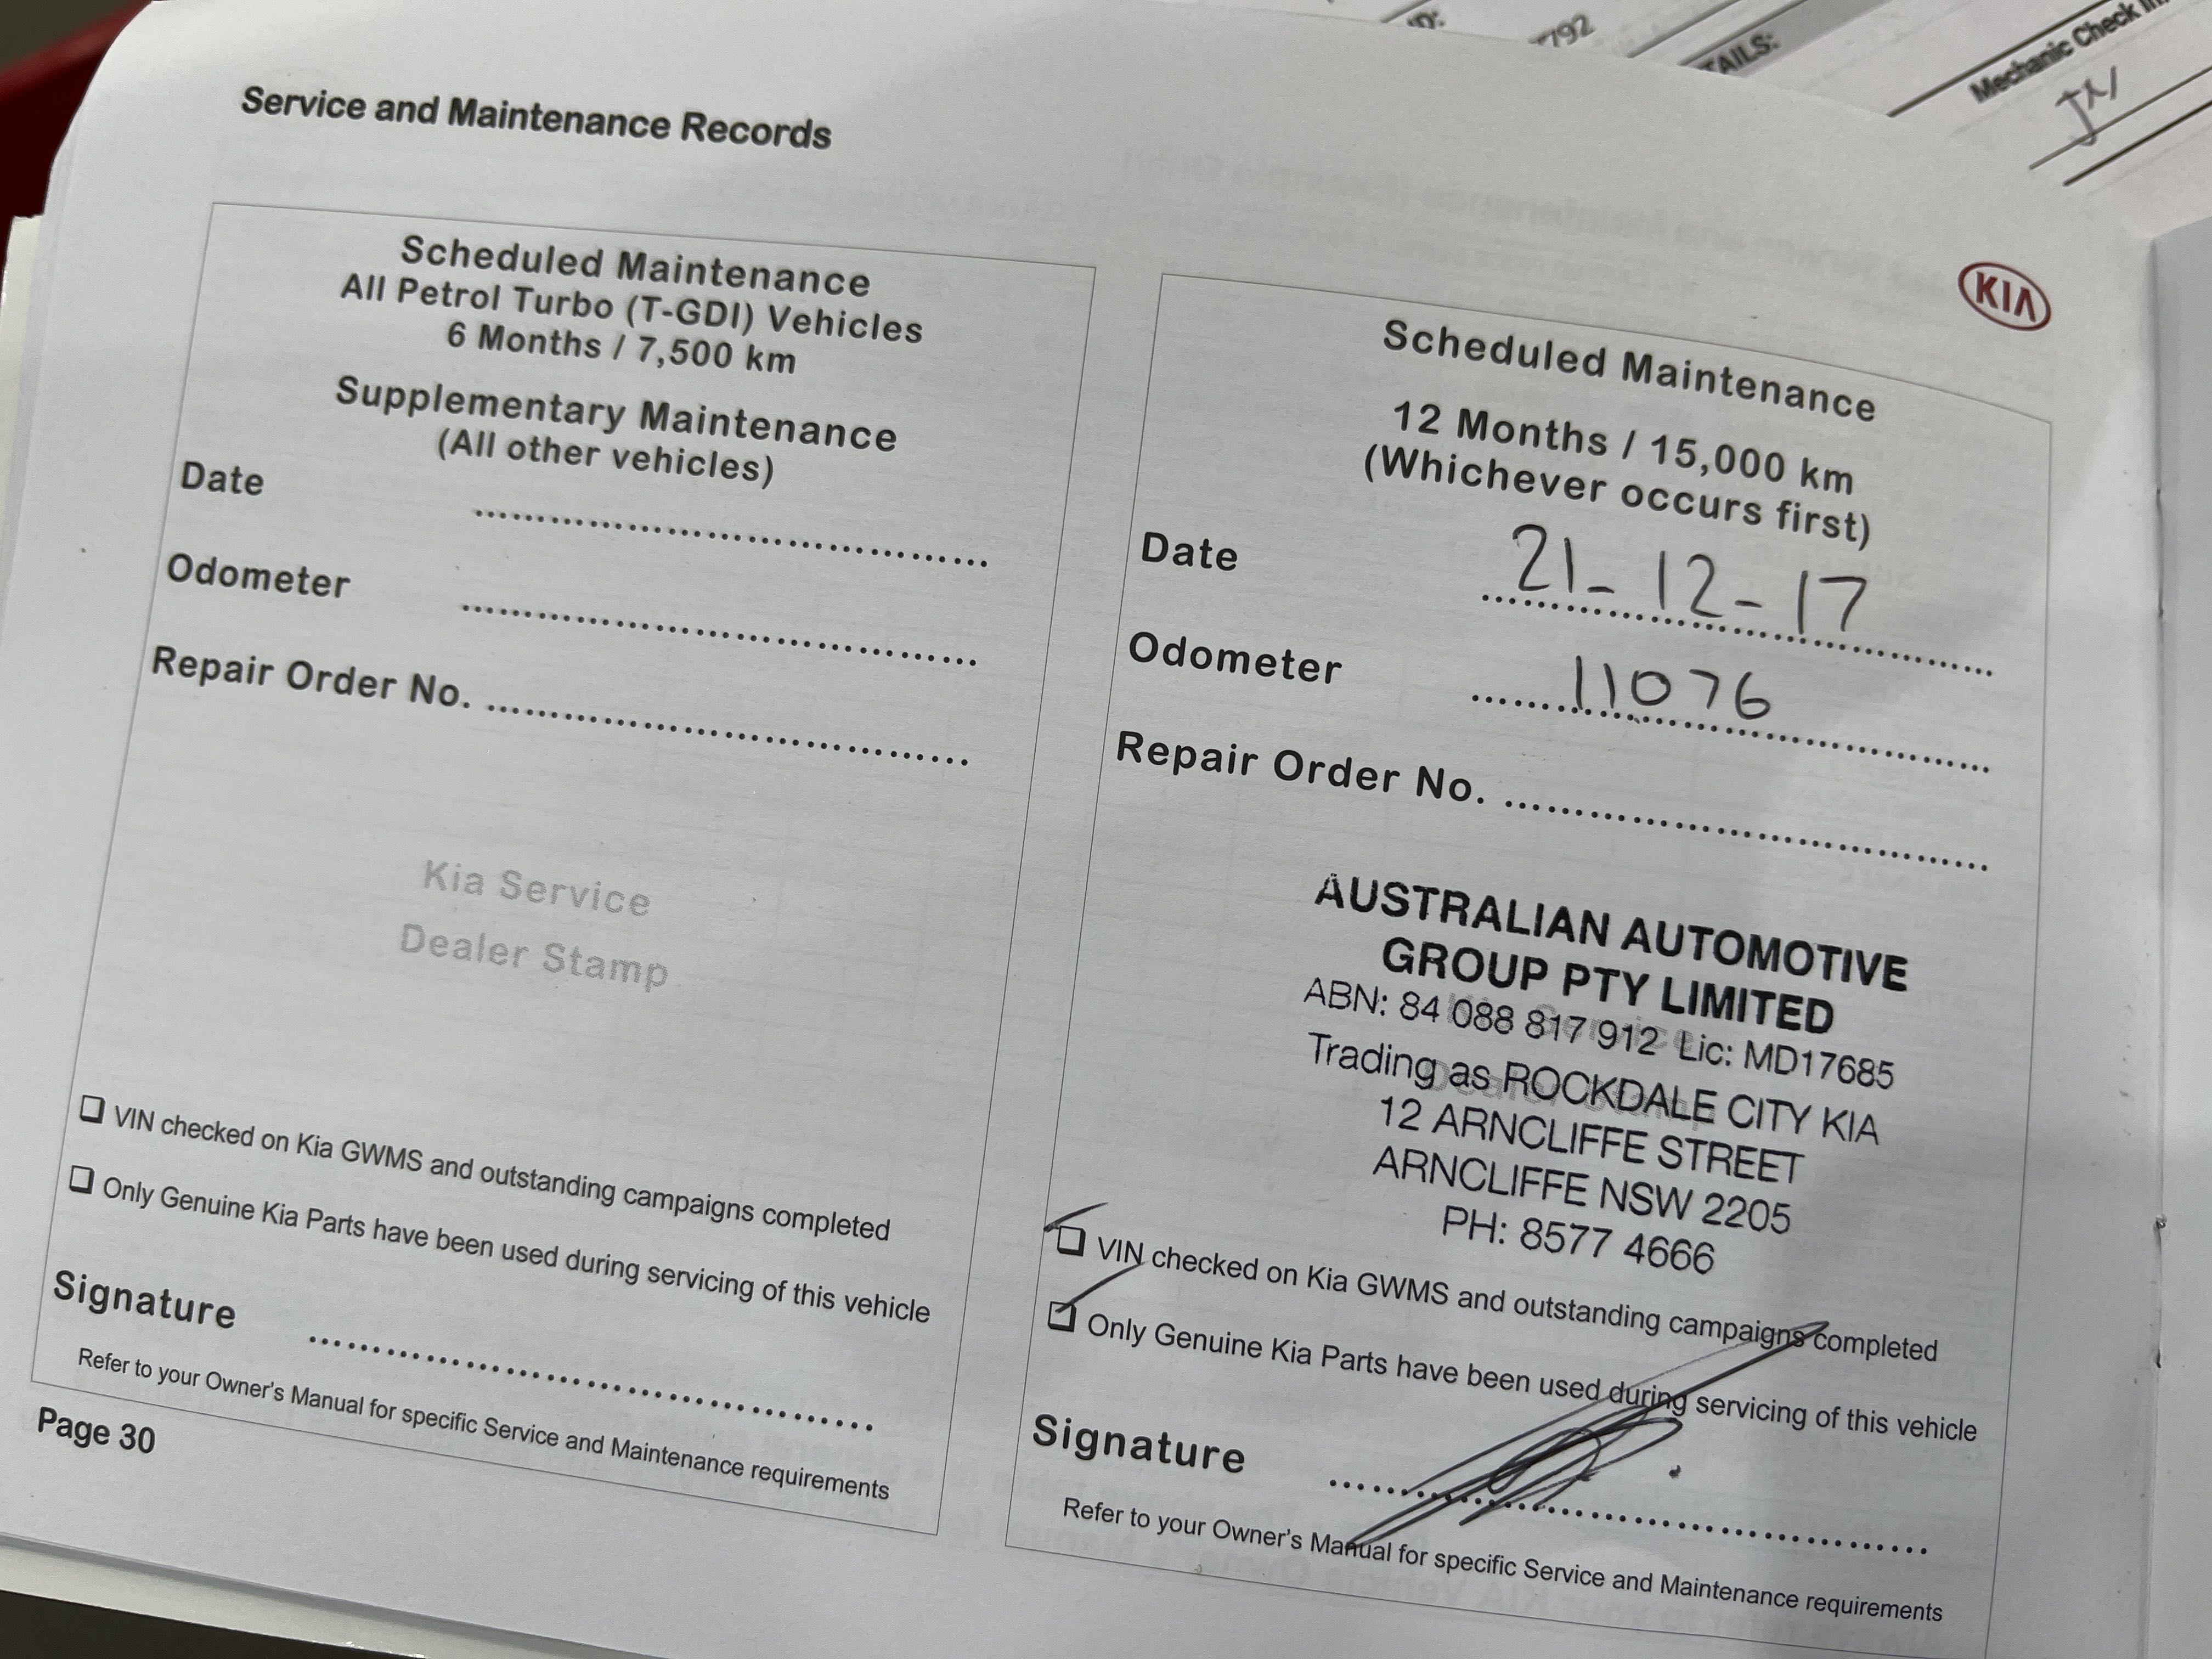 792
TAILS:
Mechanic Check In
Service and Maintenance Records
KIA
Scheduled Maintenance
All Petrol Turbo (T-GDI) Vehicles
6 Months / 7,500 km
Supplementary Maintenance
(All other vehicles)
Date
Odometer
Repair Order No.
Kia Service
Dealer Stamp
VIN checked on Kia GWMS and outstanding campaigns completed
Only Genuine Kia Parts have been used during servicing of this vehicle
Signature
Refer to your Owner's Manual for specific Service and Maintenance requirements
Page 30
Scheduled Maintenance
12 Months / 15,000 km
(Whichever occurs first)
Date 21-12-17
Odometer 11076
Repair Order No.
AUSTRALIAN AUTOMOTIVE
GROUP PTY LIMITED
ABN: 84 088 817 912 Lic: MD17685
Trading as ROCKDALE CITY KIA
12 ARNCLIFFE STREET
ARNCLIFFE NSW 2205
PH: 8577 4666
VIN checked on Kia GWMS and outstanding campaigns completed
Only Genuine Kia Parts have been used during servicing of this vehicle
Signature
Refer to your Owner's Manual for specific Service and Maintenance requirements